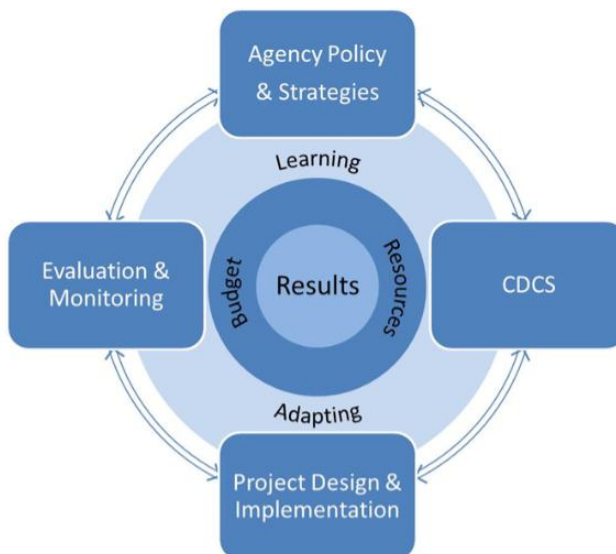 Agency Policy
& Strategies
Learning
Evaluation &
Monitoring
Budget
Results
Resources
CDCS
Adapting
Project Design &
Implementation